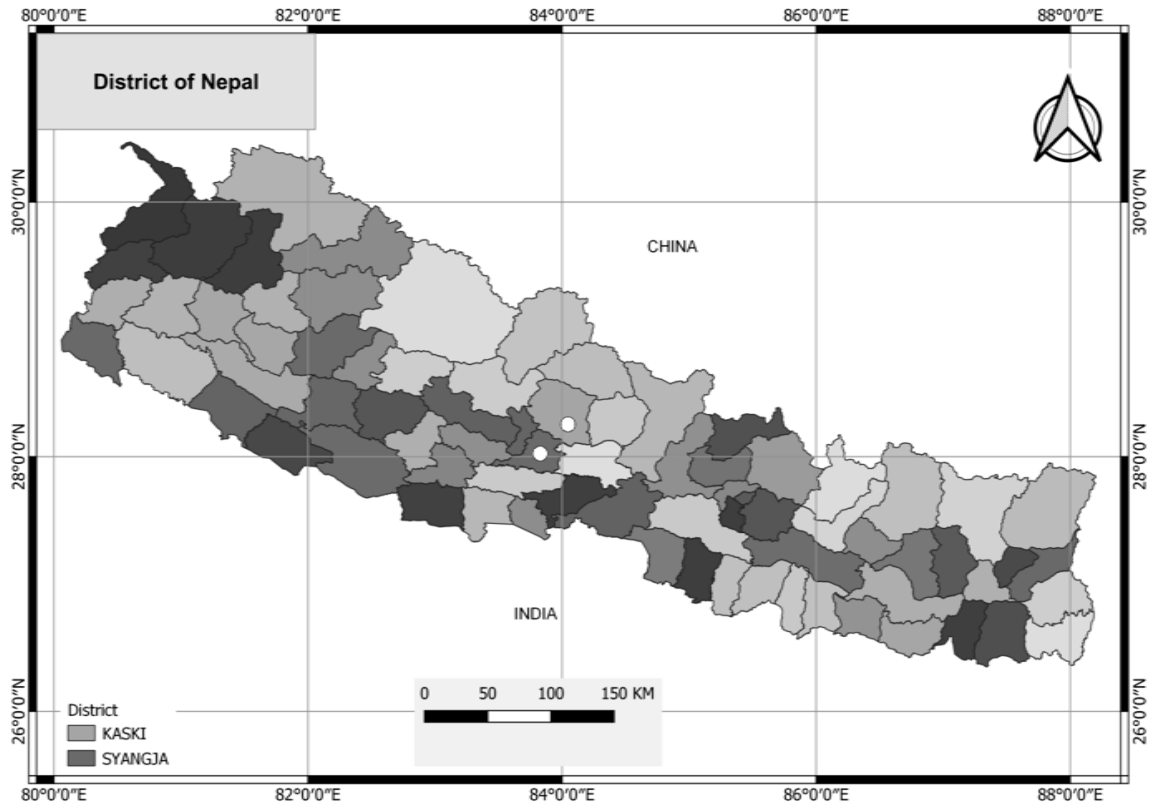 80°0′0″E 82°0′0″E 84°0′0″E 86°0′0″E 88°0′0″E
District of Nepal
30°0′0″N 30°0′0″N
CHINA
28°0′0″N 28°0′0″N
INDIA
0 50 100 150 KM
26°0′0″N 26°0′0″N
District
KASKI
SYANGJA
80°0′0″E 82°0′0″E 84°0′0″E 86°0′0″E 88°0′0″E